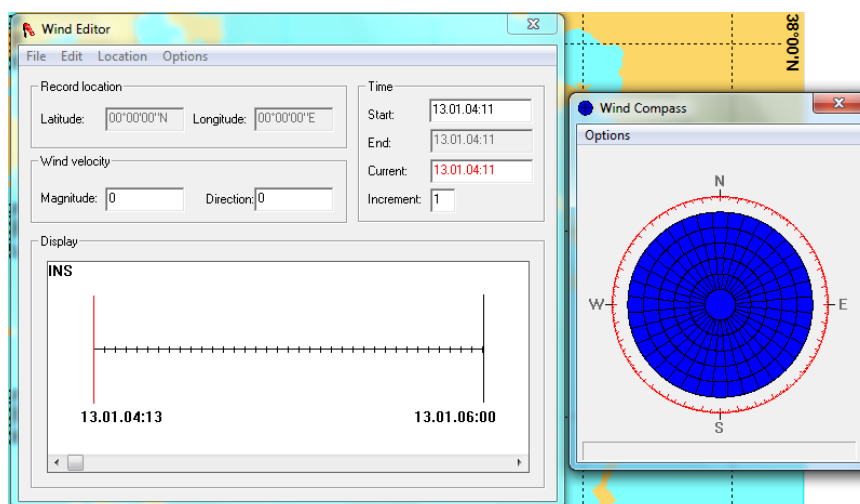 Wind Editor
File Edit Location Options
Record location
Latitude: 00°00'00"N Longitude: 00°00'00"E
Wind velocity
Magnitude: 0 Direction: 0
Time
Start: 13.01.04:11
End: 13.01.04:11
Current: 13.01.04:11
Increment: 1
Display
INS
13.01.04:13 13.01.06:00
38°00'N.
Wind Compass
Options
N
W E
S